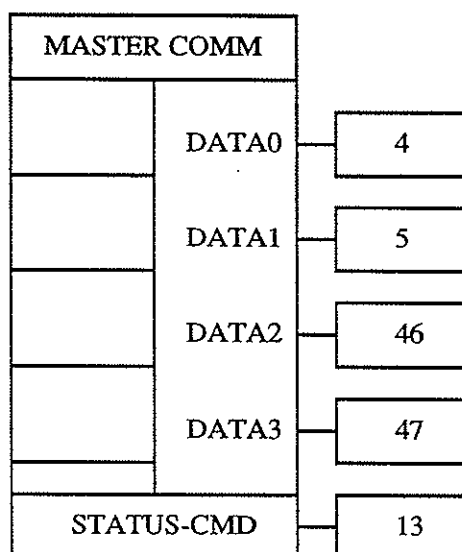 MASTER COMM
DATA0 4
DATA1 5
DATA2 46
DATA3 47
STATUS-CMD 13